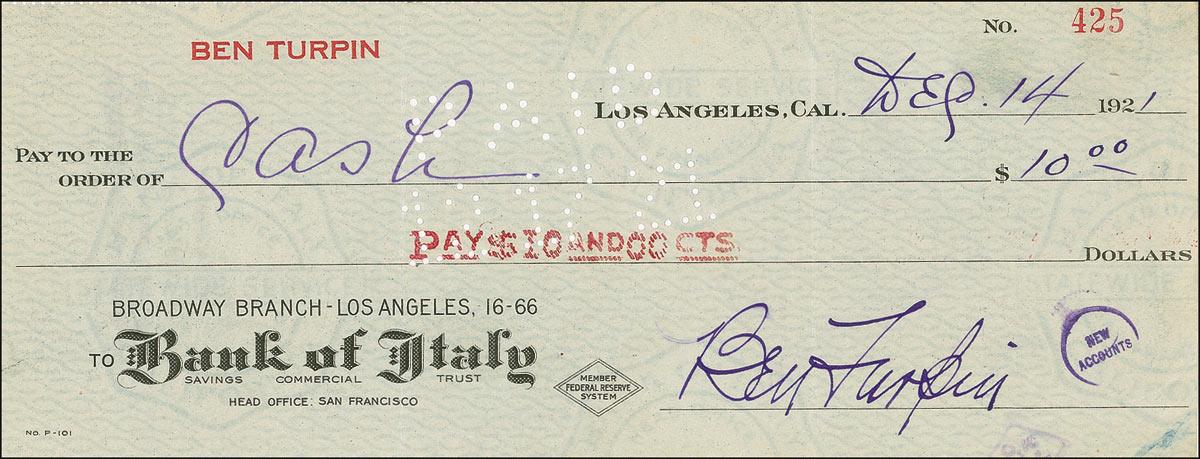 No. 425
BEN TURPIN
LOS ANGELES, CAL. Dec. 14 1921
PAY TO THE
ORDER OF Cash $ 10 00
PAY $10 AND 00 CTS. DOLLARS
BROADWAY BRANCH - LOS ANGELES, 16-66
TO Bank of Italy
SAVINGS COMMERCIAL TRUST
HEAD OFFICE: SAN FRANCISCO
MEMBER
FEDERAL RESERVE
SYSTEM
Ben Turpin
NEW
ACCOUNTS
NO. P-101